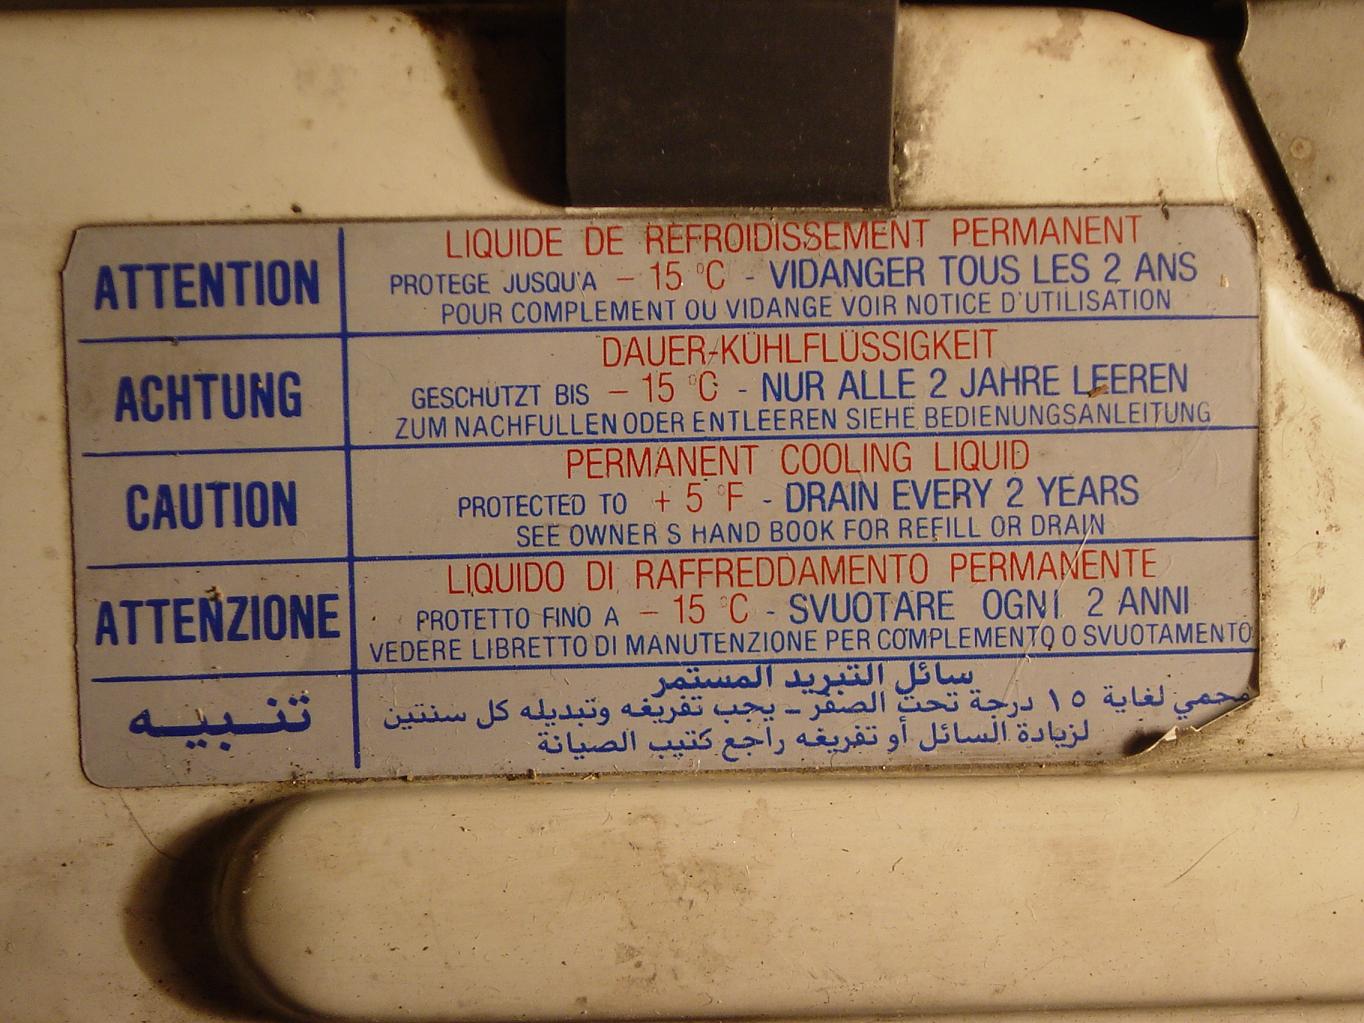 ATTENTION
LIQUIDE DE REFROIDISSEMENT PERMANENT
PROTEGE JUSQU'A – 15 °C - VIDANGER TOUS LES 2 ANS
POUR COMPLEMENT OU VIDANGE VOIR NOTICE D'UTILISATION
ACHTUNG
DAUER-KÜHLFLÜSSIGKEIT
GESCHUTZT BIS – 15 °C - NUR ALLE 2 JAHRE LEEREN
ZUM NACHFULLEN ODER ENTLEEREN SIEHE BEDIENUNGSANLEITUNG
CAUTION
PERMANENT COOLING LIQUID
PROTECTED TO + 5 °F - DRAIN EVERY 2 YEARS
SEE OWNER S HAND BOOK FOR REFILL OR DRAIN
ATTENZIONE
LIQUIDO DI RAFFREDDAMENTO PERMANENTE
PROTETTO FINO A – 15 °C - SVUOTARE OGNI 2 ANNI
VEDERE LIBRETTO DI MANUTENZIONE PER COMPLEMENTO O SVUOTAMENTO
تنبيه
سائل التبريد المستمر
محمي لغاية ١٥ درجة تحت الصفر – يجب تفريغه وتبديله كل سنتين
لزيادة السائل أو تفريغه راجع كتيب الصيانة